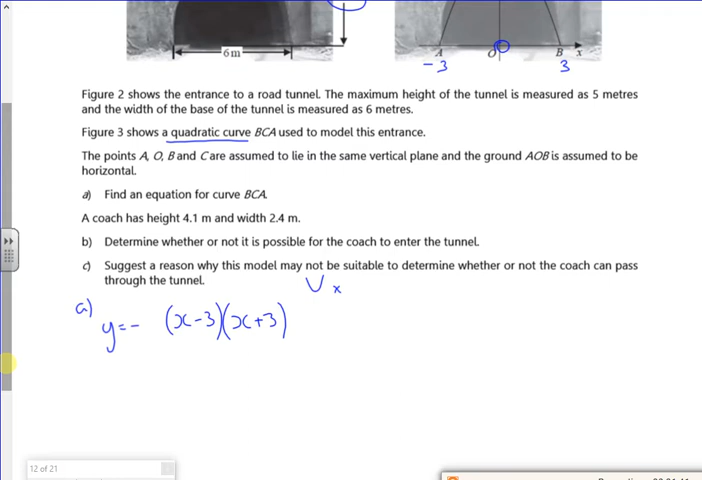 6 m
A
O
B
x
-3
3
Figure 2 shows the entrance to a road tunnel. The maximum height of the tunnel is measured as 5 metres
and the width of the base of the tunnel is measured as 6 metres.
Figure 3 shows a quadratic curve BCA used to model this entrance.
The points A, O, B and C are assumed to lie in the same vertical plane and the ground AOB is assumed to be
horizontal.
a) Find an equation for curve BCA.
A coach has height 4.1 m and width 2.4 m.
b) Determine whether or not it is possible for the coach to enter the tunnel.
c) Suggest a reason why this model may not be suitable to determine whether or not the coach can pass
through the tunnel.
a)
y = - (x-3)(x+3)
12 of 21